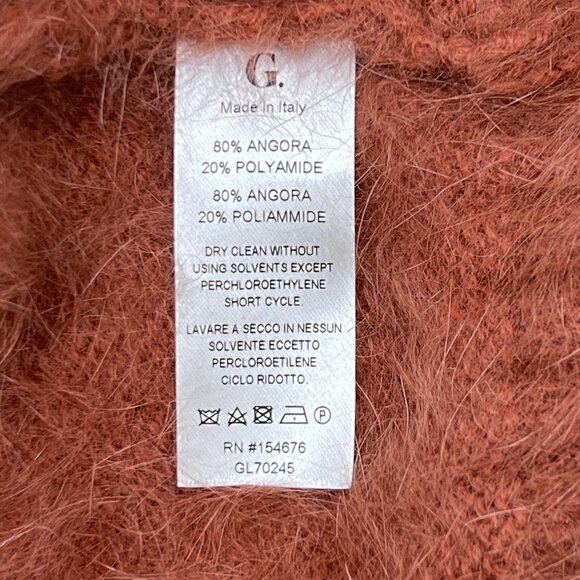 G.
Made in Italy
80% ANGORA
20% POLYAMIDE
80% ANGORA
20% POLIAMMIDE
DRY CLEAN WITHOUT
USING SOLVENTS EXCEPT
PERCHLOROETHYLENE
SHORT CYCLE.
LAVARE A SECCO IN NESSUN
SOLVENTE ECCETTO
PERCLOROETILENE
CICLO RIDOTTO.
P
RN #154676
GL70245